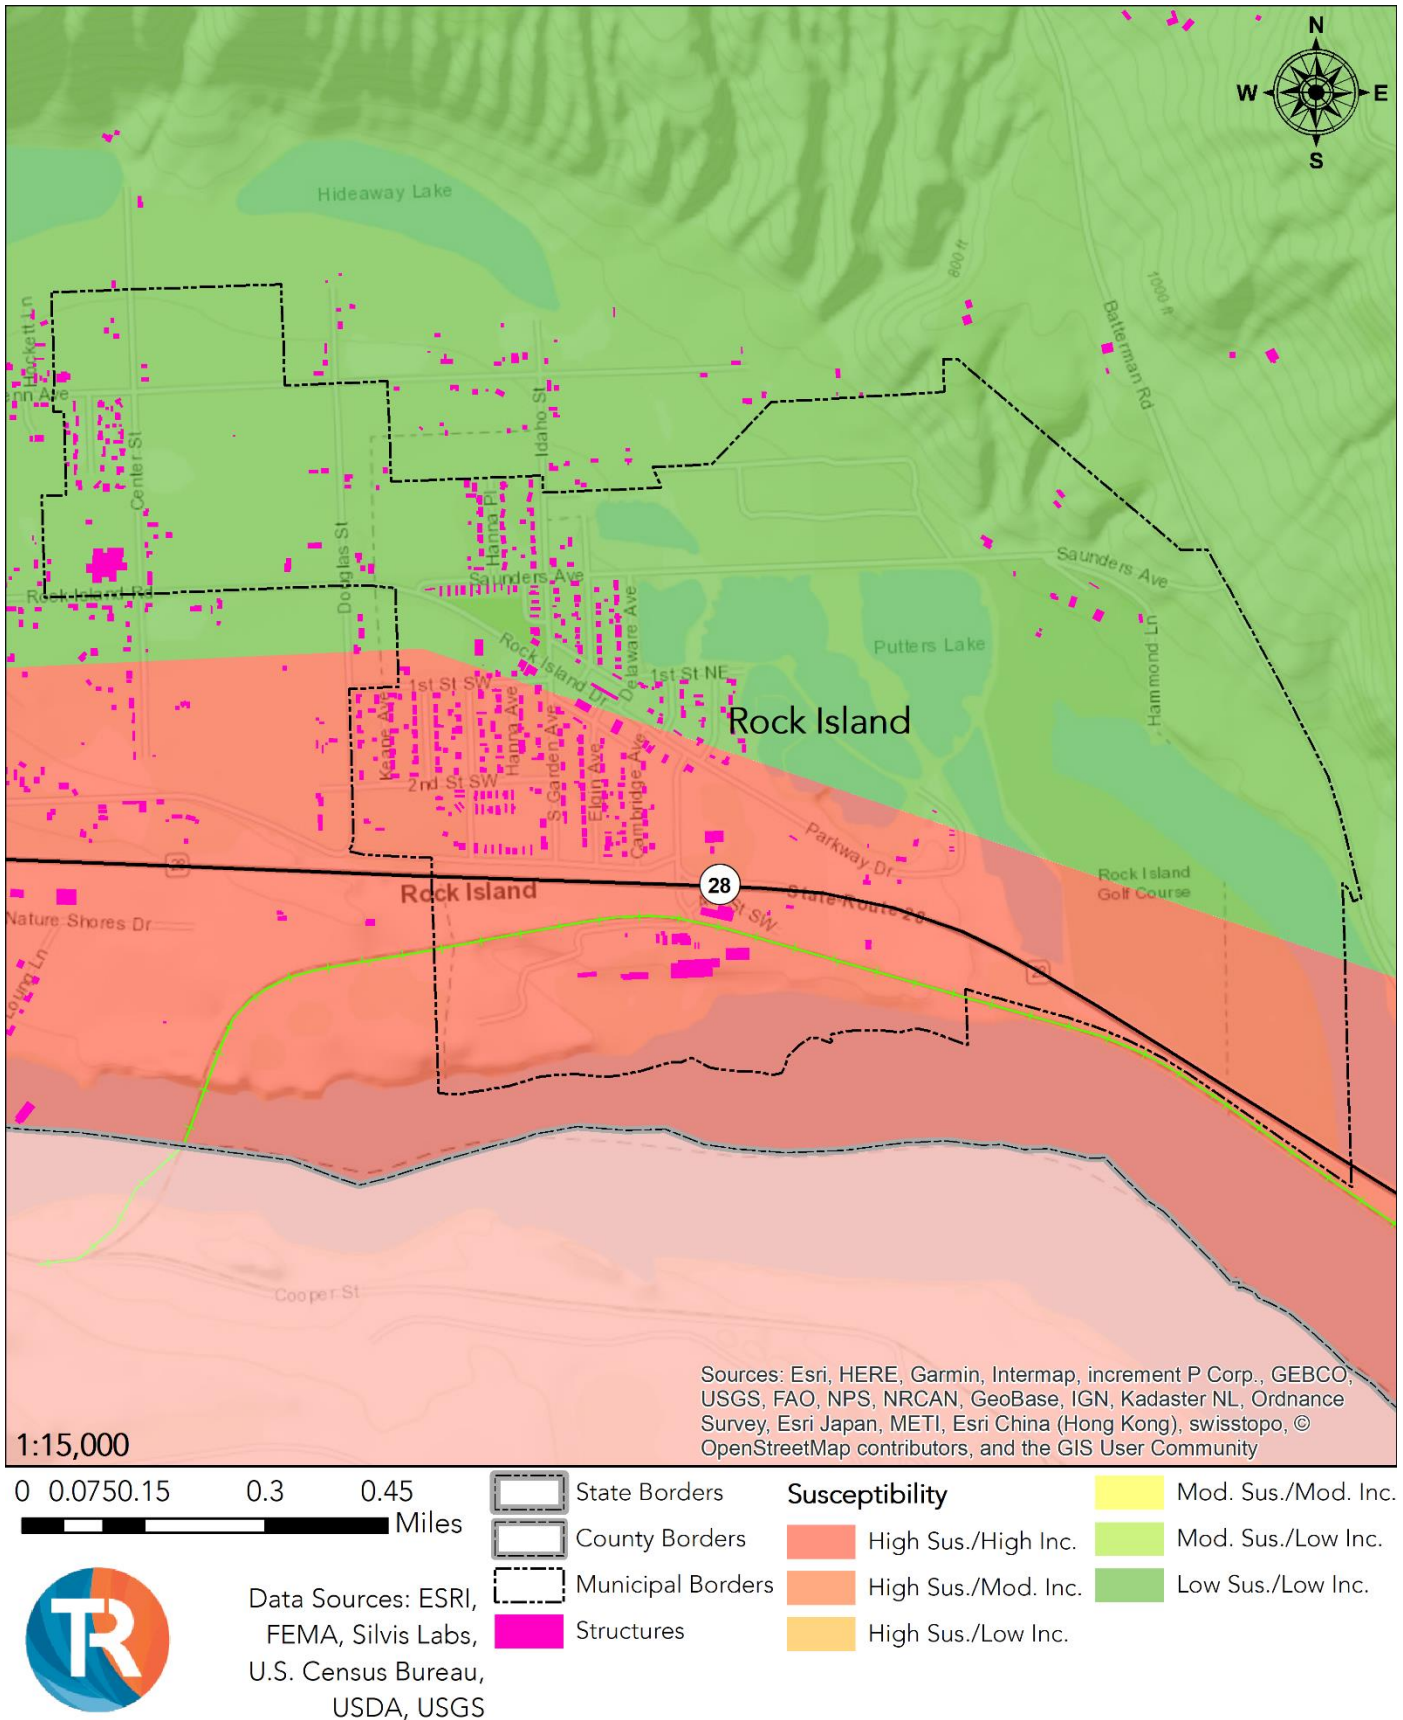 N
W E
S
Hideaway Lake
800 ft
1000 ft
Hockett Ln
Batterman Rd
enn Ave
Idaho St
Center St
Hanna Pl
Douglas St
Saunders Ave
Saunders Ave
Rock Island Rd
Delaware Ave
Hammond Ln
Rock Island Dr
Putters Lake
1st St NE
1st St SW
Rock Island
Keane Ave
Hanna Ave
S Garden Ave
Elgin Ave
Cambridge Ave
2nd St SW
Parkway Dr
28
Rock Island
Golf Course
28
Rock Island
State Route 28
St SW
Nature Shores Dr
28
Loung Ln
Cooper St
Sources: Esri, HERE, Garmin, Intermap, increment P Corp., GEBCO,
USGS, FAO, NPS, NRCAN, GeoBase, IGN, Kadaster NL, Ordnance
Survey, Esri Japan, METI, Esri China (Hong Kong), swisstopo, ©
OpenStreetMap contributors, and the GIS User Community
1:15,000
0 0.0750.15 0.3 0.45
Miles
State Borders
County Borders
Municipal Borders
Structures
Susceptibility
High Sus./High Inc.
High Sus./Mod. Inc.
High Sus./Low Inc.
Mod. Sus./Mod. Inc.
Mod. Sus./Low Inc.
Low Sus./Low Inc.
TR
Data Sources: ESRI,
FEMA, Silvis Labs,
U.S. Census Bureau,
USDA, USGS